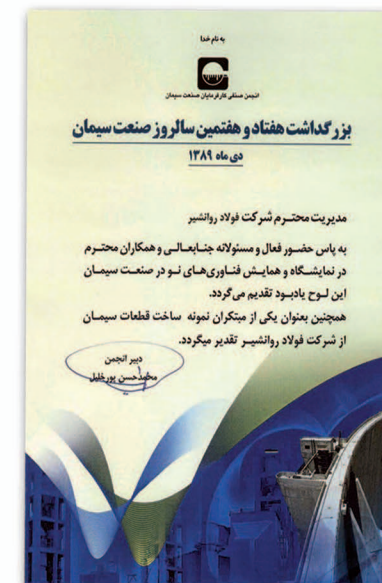 به نام خدا
انجمن صنفی کارفرمایان صنعت سیمان
بزرگداشت هفتاد و هفتمین سالروز صنعت سیمان
دی ماه ۱۳۸۹
مدیریت محترم شرکت فولاد روانشیر
به پاس حضور فعال و مسئولانه جنابعالی و همکاران محترم
در نمایشگاه و همایش فناوری‌های نو در صنعت سیمان
این لوح یادبود تقدیم می‌گردد.
همچنین بعنوان یکی از مبتکران نمونه ساخت قطعات سیمان
از شرکت فولاد روانشیر تقدیر میگردد.
دبیر انجمن
محمدحسن پورخلیل